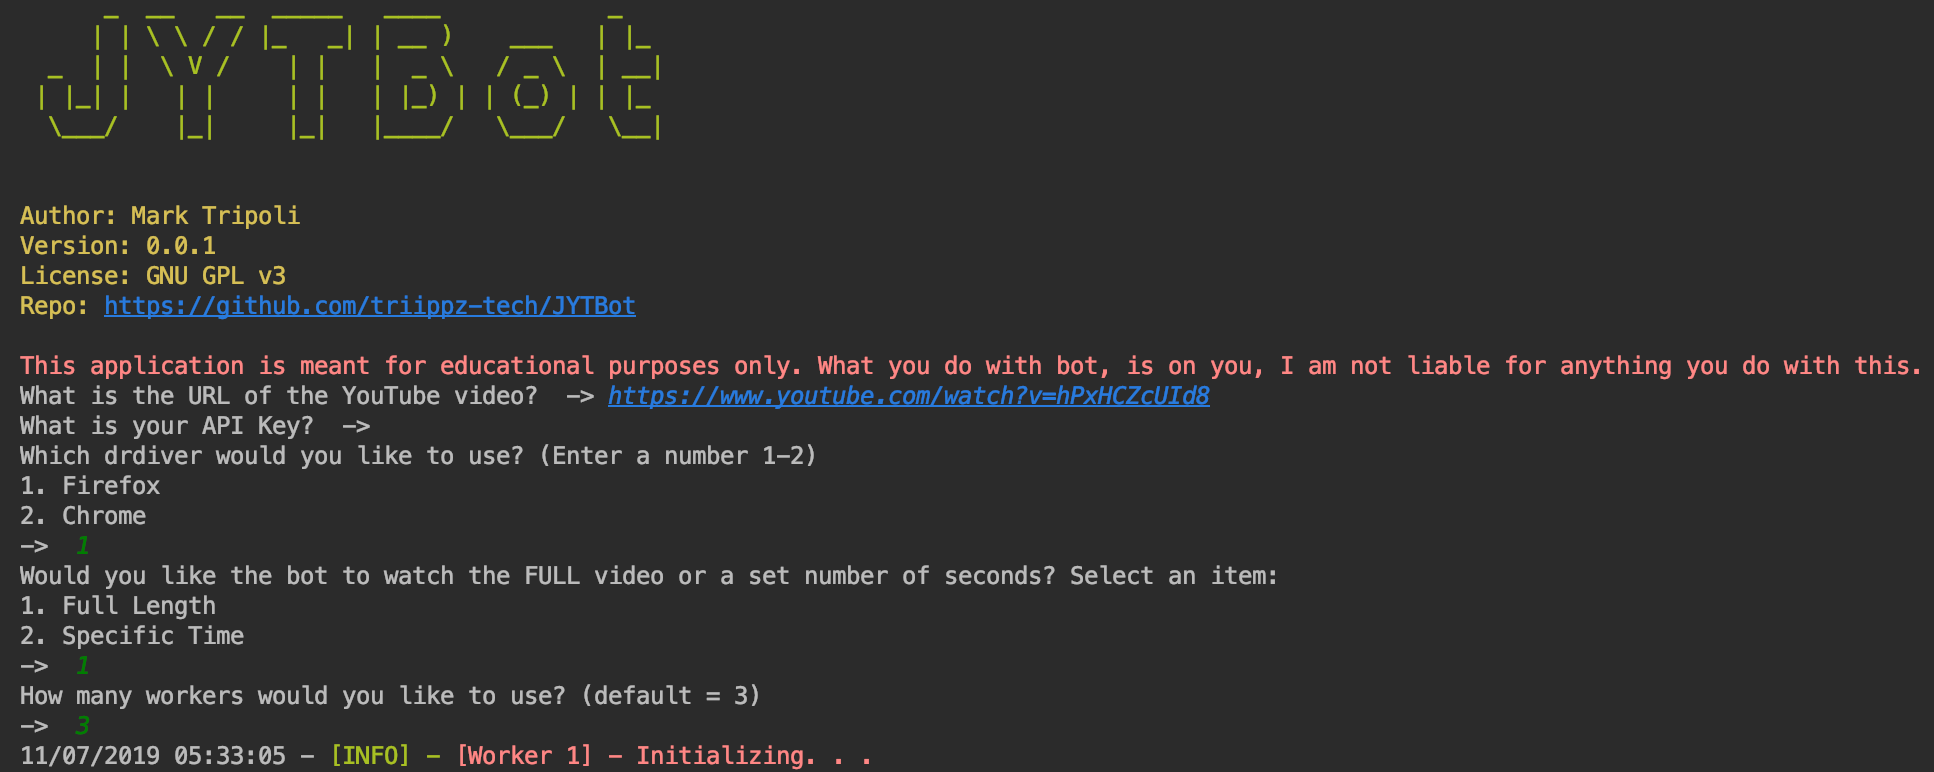 JYTBot
Author: Mark Tripoli
Version: 0.0.1
License: GNU GPL v3
Repo: https://github.com/triippz-tech/JYTBot
This application is meant for educational purposes only. What you do with bot, is on you, I am not liable for anything you do with this.
What is the URL of the YouTube video?  -> https://www.youtube.com/watch?v=hPxHCZcUId8
What is your API Key?  ->
Which drdiver would you like to use? (Enter a number 1-2)
1. Firefox
2. Chrome
->  1
Would you like the bot to watch the FULL video or a set number of seconds? Select an item:
1. Full Length
2. Specific Time
->  1
How many workers would you like to use? (default = 3)
->  3
11/07/2019 05:33:05 - [INFO] - [Worker 1] - Initializing. . .